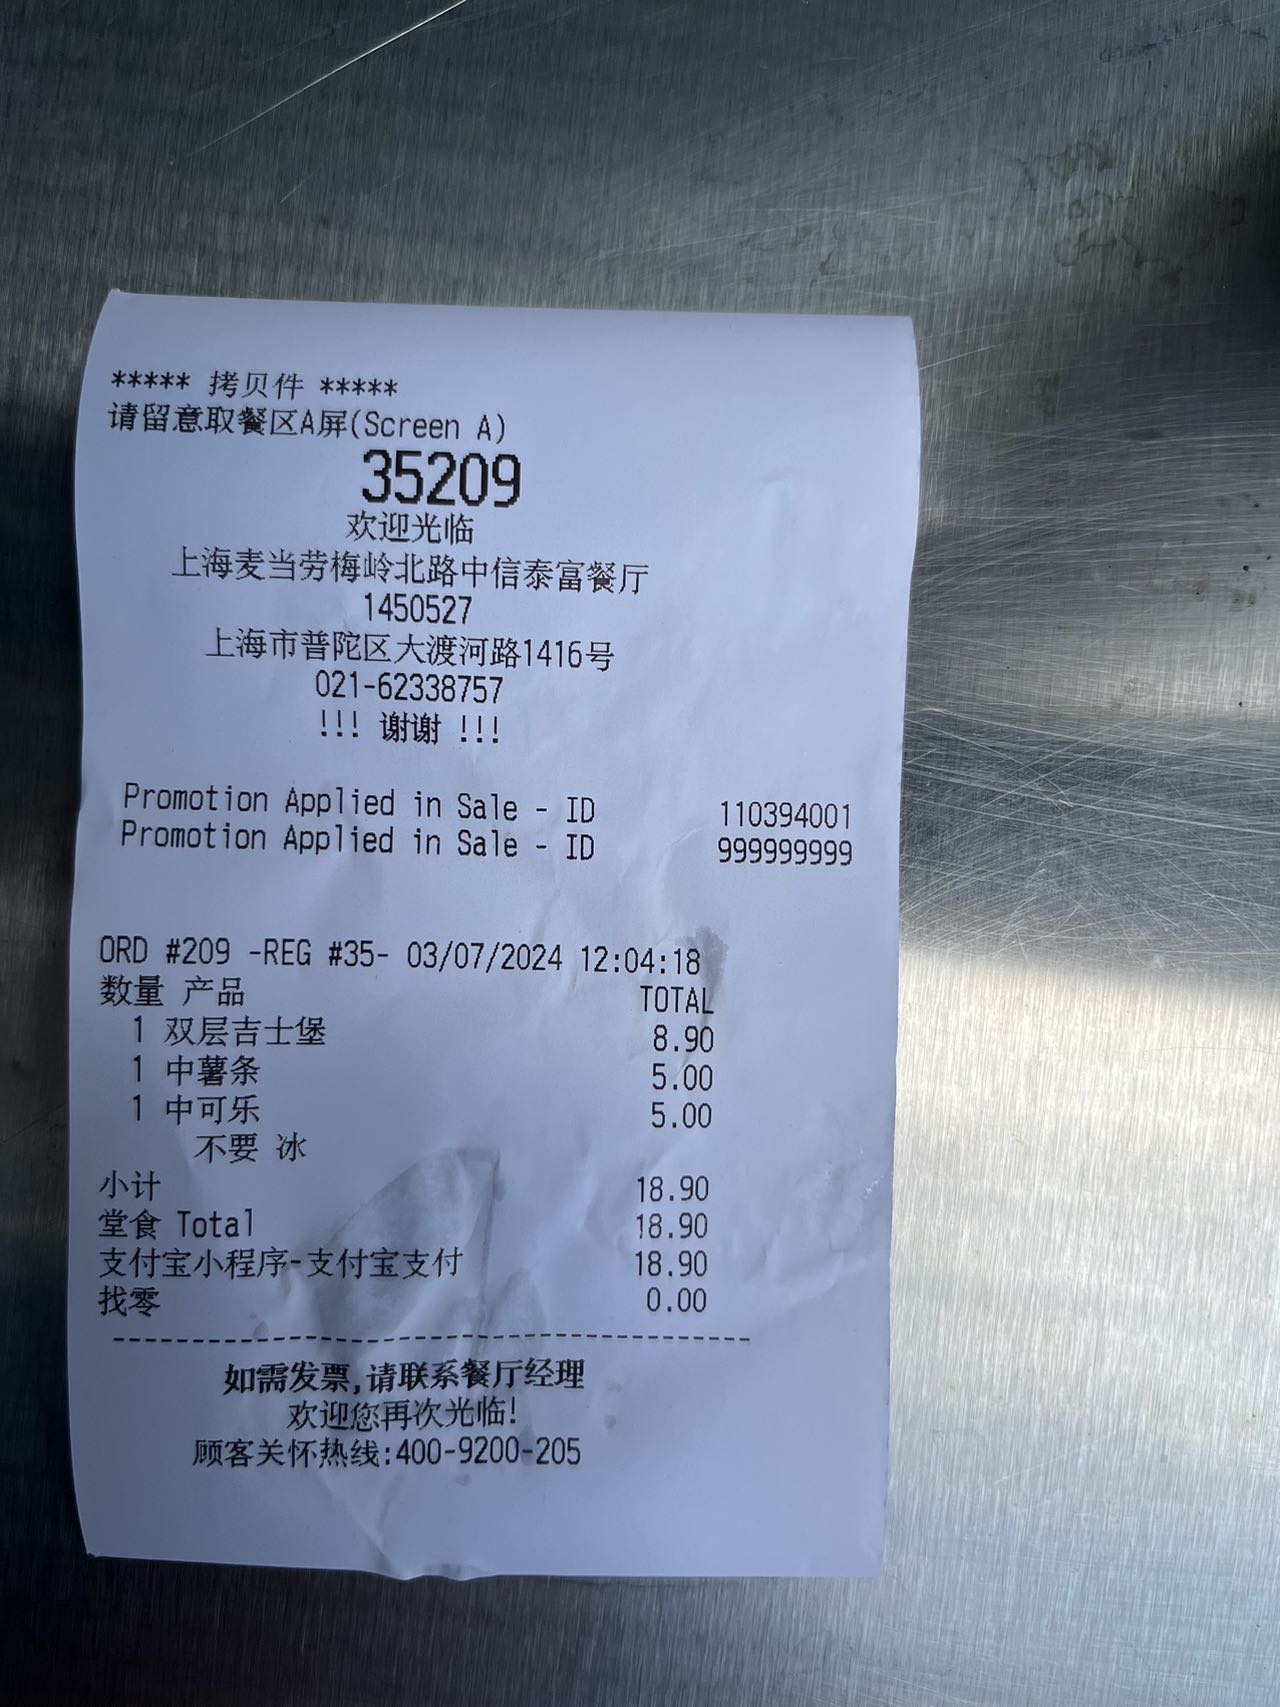 ***** 拷贝件 *****
请留意取餐区A屏(Screen A)
35209
欢迎光临
上海麦当劳梅岭北路中信泰富餐厅
1450527
上海市普陀区大渡河路1416号
021-62338757
!!! 谢谢 !!!
Promotion Applied in Sale - ID 110394001
Promotion Applied in Sale - ID 999999999
ORD #209 -REG #35- 03/07/2024 12:04:18
数量 产品 TOTAL
1 双层吉士堡 8.90
1 中薯条 5.00
1 中可乐 5.00
不要 冰
小计 18.90
堂食 Total 18.90
支付宝小程序-支付宝支付 18.90
找零 0.00
----------------------------------------
如需发票,请联系餐厅经理
欢迎您再次光临!
顾客关怀热线:400-9200-205